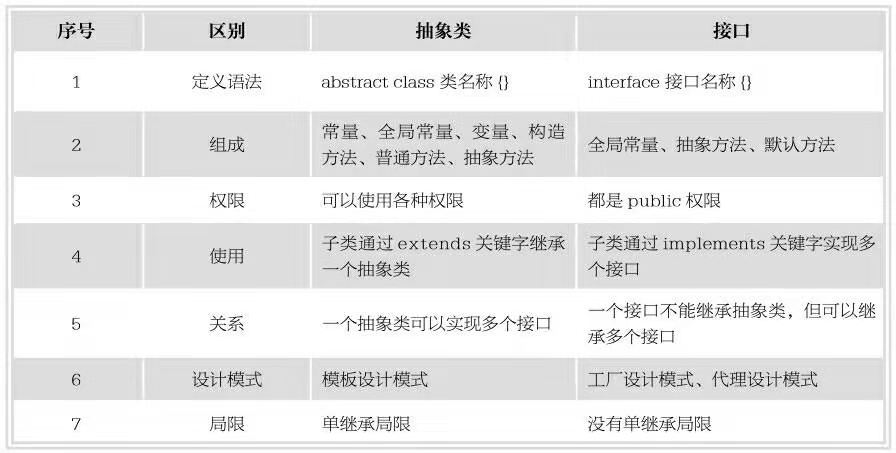 序号 区别 抽象类 接口
1 定义语法 abstract class 类名称 {} interface 接口名称 {}
2 组成 常量、全局常量、变量、构造方法、普通方法、抽象方法 全局常量、抽象方法、默认方法
3 权限 可以使用各种权限 都是 public 权限
4 使用 子类通过 extends 关键字继承一个抽象类 子类通过 implements 关键字实现多个接口
5 关系 一个抽象类可以实现多个接口 一个接口不能继承抽象类，但可以继承多个接口
6 设计模式 模板设计模式 工厂设计模式、代理设计模式
7 局限 单继承局限 没有单继承局限